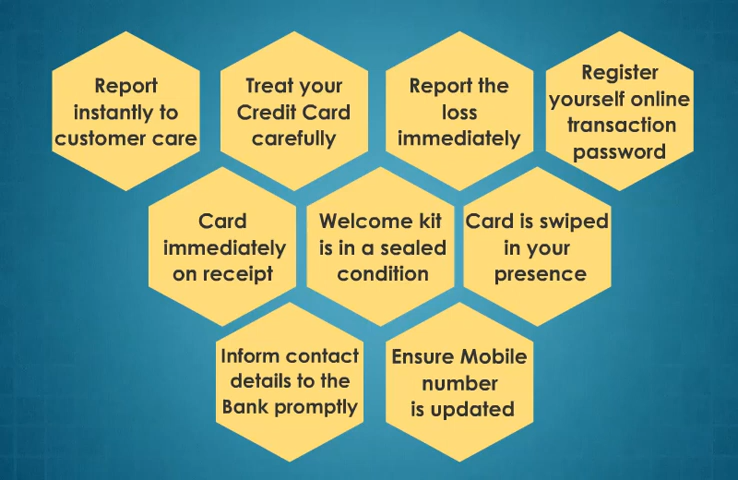 Report
instantly to
customer care
Treat your
Credit Card
carefully
Report the
loss
immediately
Register
yourself online
transaction
password
Card
immediately
on receipt
Welcome kit
is in a sealed
condition
Card is swiped
in your
presence
Inform contact
details to the
Bank promptly
Ensure Mobile
number
is updated